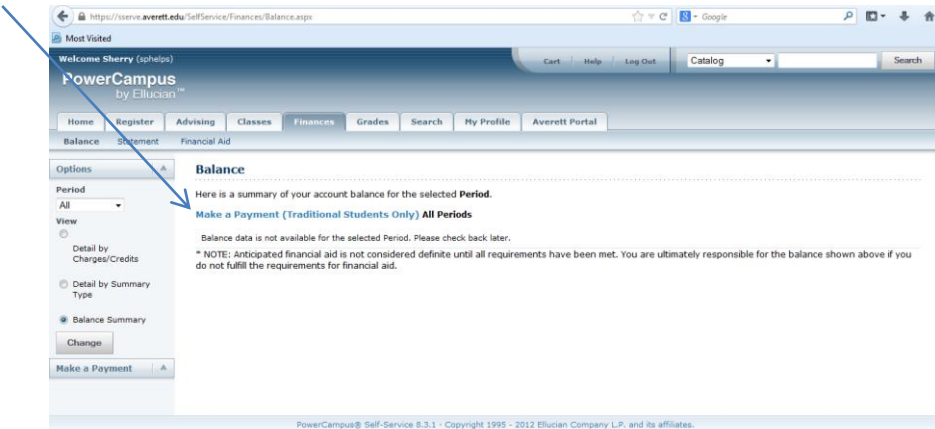 https://sserve.averett.edu/SelfService/Finances/Balance.aspx
Google
Most Visited
Welcome Sherry (sphelps)
Cart Help Log Out Catalog Search
PowerCampus
by Ellucian™
Home Register Advising Classes Finances Grades Search My Profile Averett Portal
Balance Statement Financial Aid
Options
Period
All
View
Detail by
Charges/Credits
Detail by Summary
Type
Balance Summary
Change
Make a Payment
Balance
Here is a summary of your account balance for the selected Period.
Make a Payment (Traditional Students Only) All Periods
Balance data is not available for the selected Period. Please check back later.
* NOTE: Anticipated financial aid is not considered definite until all requirements have been met. You are ultimately responsible for the balance shown above if you
do not fulfill the requirements for financial aid.
PowerCampus® Self-Service 8.3.1 · Copyright 1995 - 2012 Ellucian Company L.P. and its affiliates.